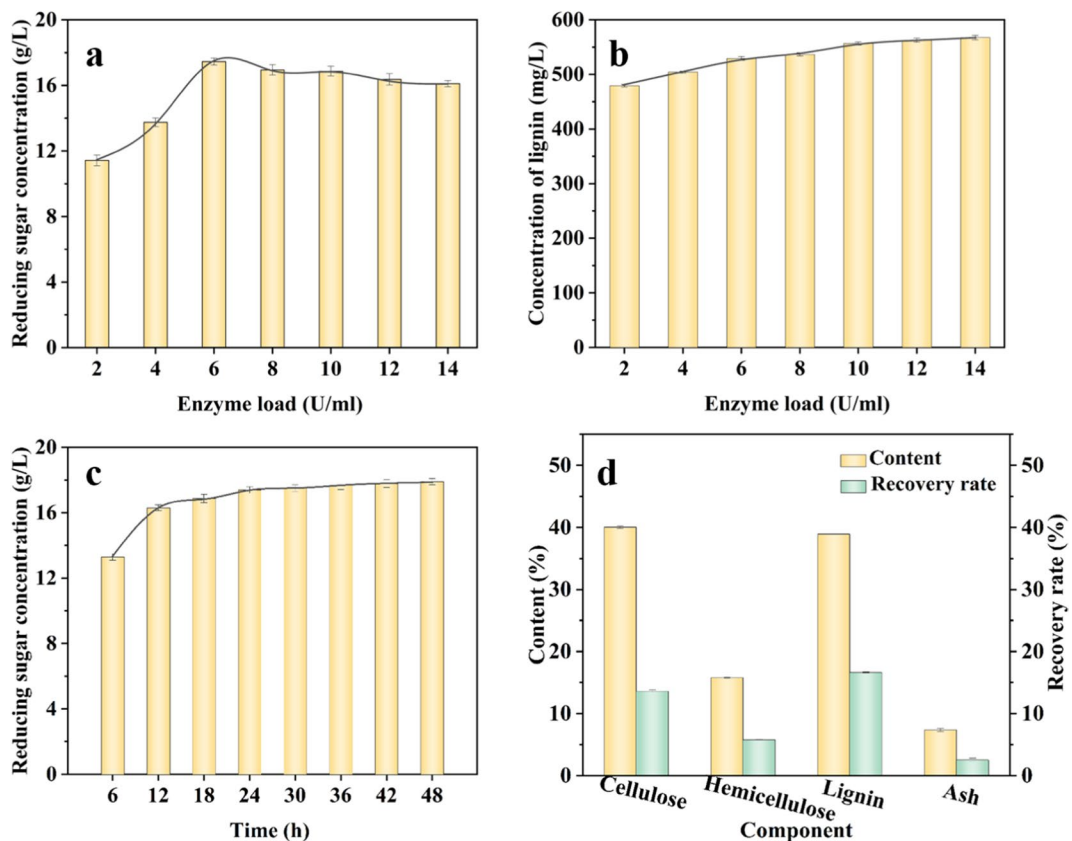 a
Reducing sugar concentration (g/L)
20
16
12
8
4
0
2 4 6 8 10 12 14
Enzyme load (U/ml)
b
Concentration of lignin (mg/L)
600
500
400
300
200
100
0
2 4 6 8 10 12 14
Enzyme load (U/ml)
c
Reducing sugar concentration (g/L)
20
16
12
8
4
0
6 12 18 24 30 36 42 48
Time (h)
d
Content
Recovery rate
Content (%)
50
40
30
20
10
0
Recovery rate (%)
50
40
30
20
10
0
Cellulose Hemicellulose Lignin Ash
Component